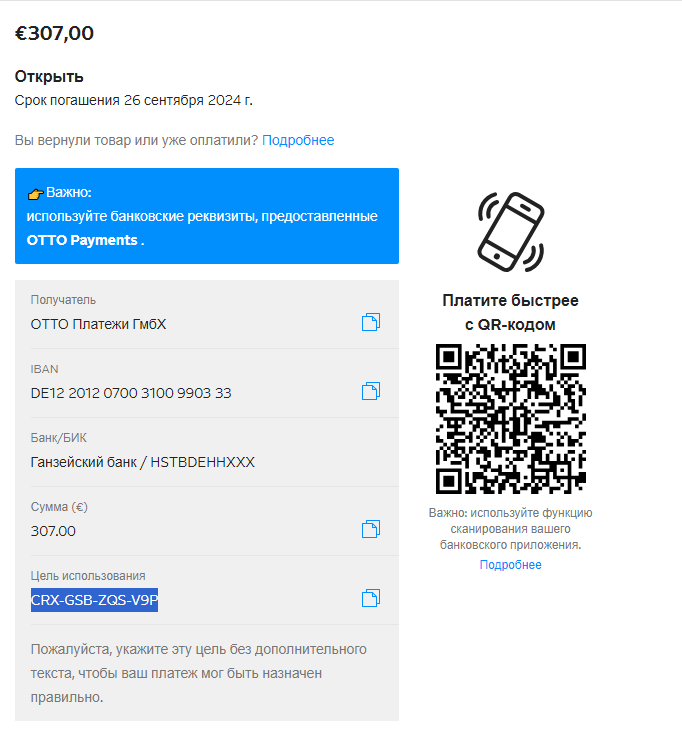 €307,00
Открыть
Срок погашения 26 сентября 2024 г.
Вы вернули товар или уже оплатили? Подробнее
👉Важно:
используйте банковские реквизиты, предоставленные
OTTO Payments .
Получатель
ОТТО Платежи ГмбХ
IBAN
DE12 2012 0700 3100 9903 33
Банк/БИК
Ганзейский банк / HSTBDEHHXXX
Сумма (€)
307.00
Цель использования
CRX-GSB-ZQS-V9P
Пожалуйста, укажите эту цель без дополнительного
текста, чтобы ваш платеж мог быть назначен
правильно.
Платите быстрее
с QR-кодом
Важно: используйте функцию
сканирования вашего
банковского приложения.
Подробнее